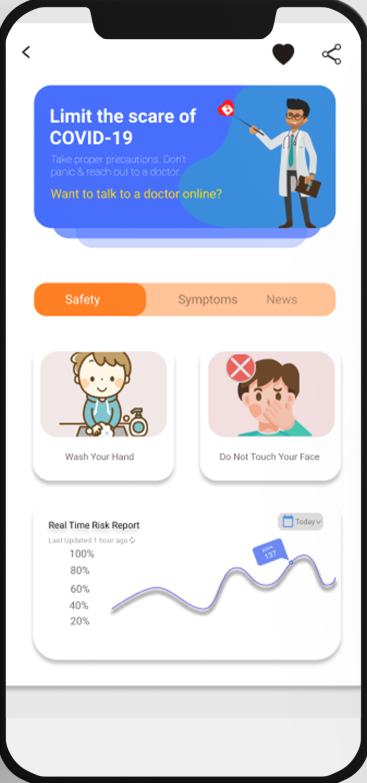 Limit the scare of
COVID-19
Take proper precautions. Don't
panic & reach out to a doctor
Want to talk to a doctor online?
Safety Symptoms News
Wash Your Hand
Do Not Touch Your Face
Real Time Risk Report
Today
Last Updated 1 hour ago
100%
80%
137
60%
40%
20%